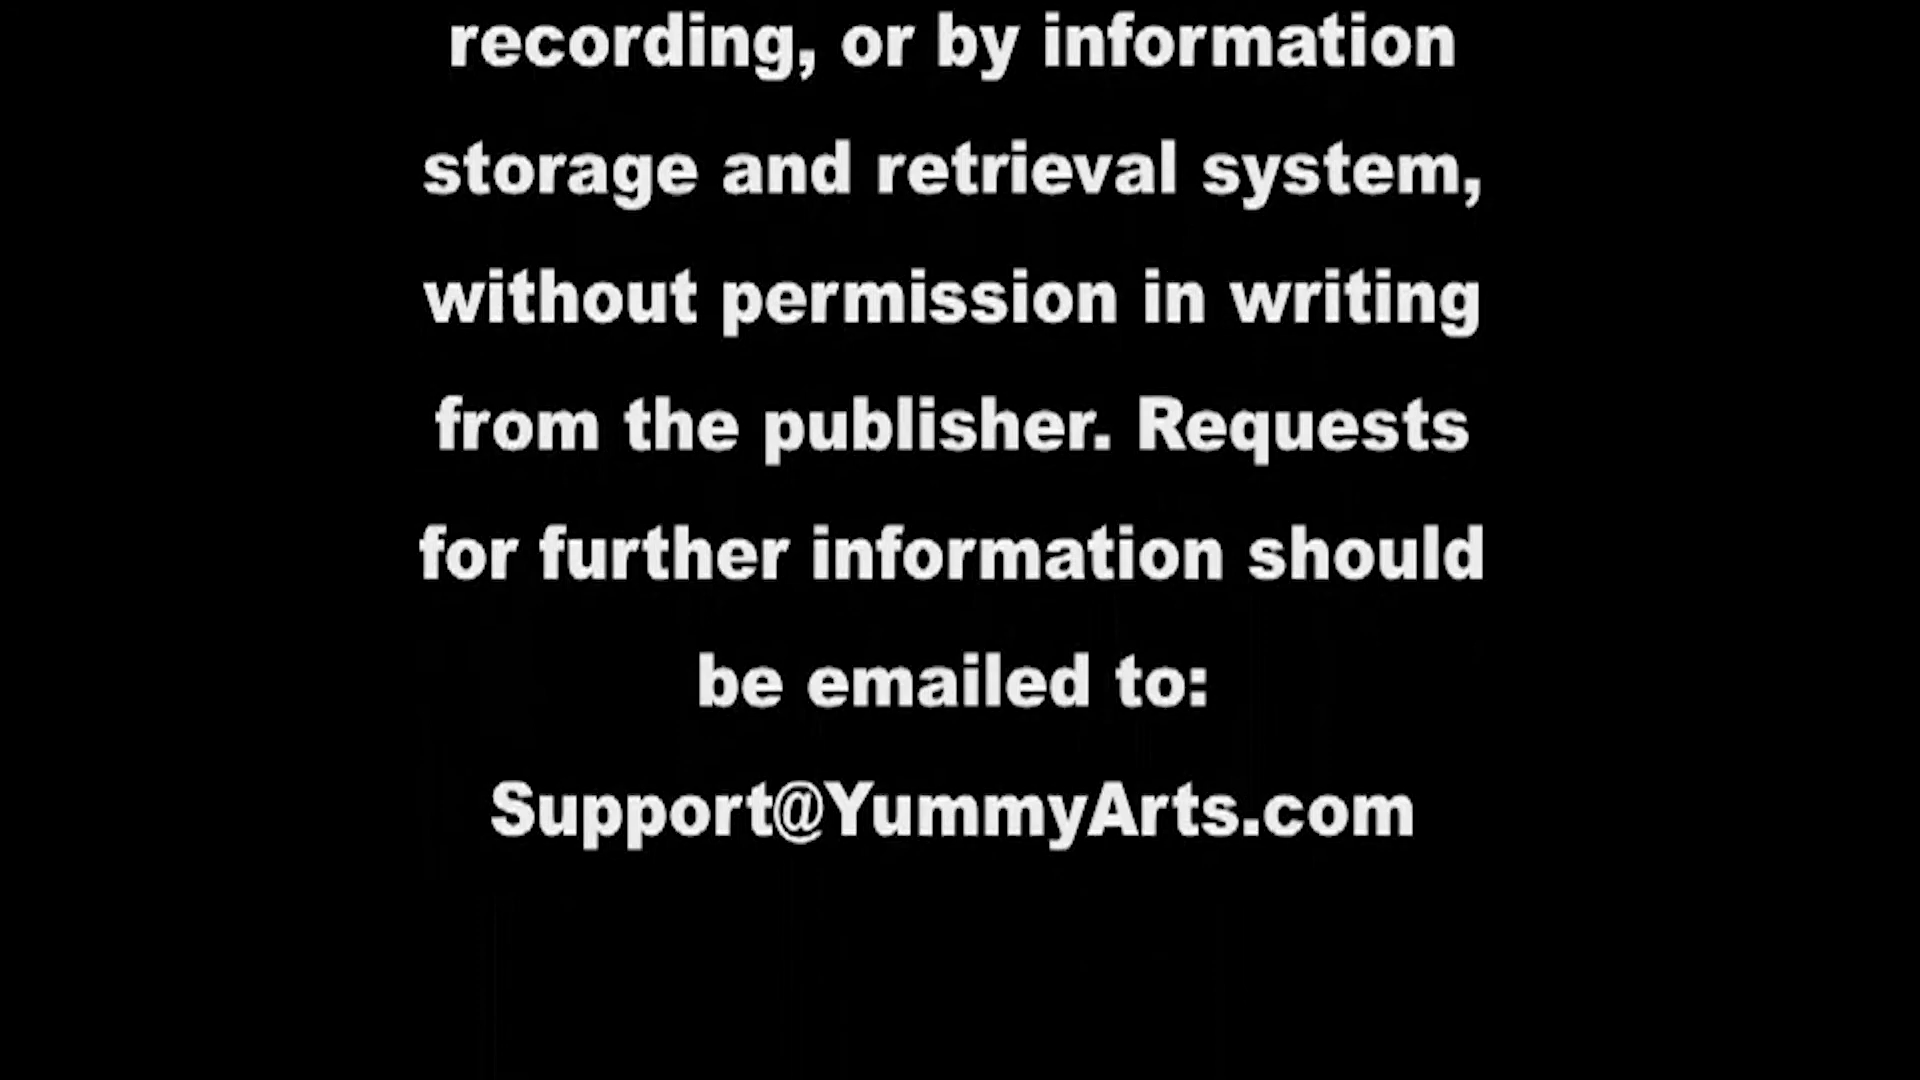 recording, or by information
storage and retrieval system,
without permission in writing
from the publisher. Requests
for further information should
be emailed to:
Support@YummyArts.com